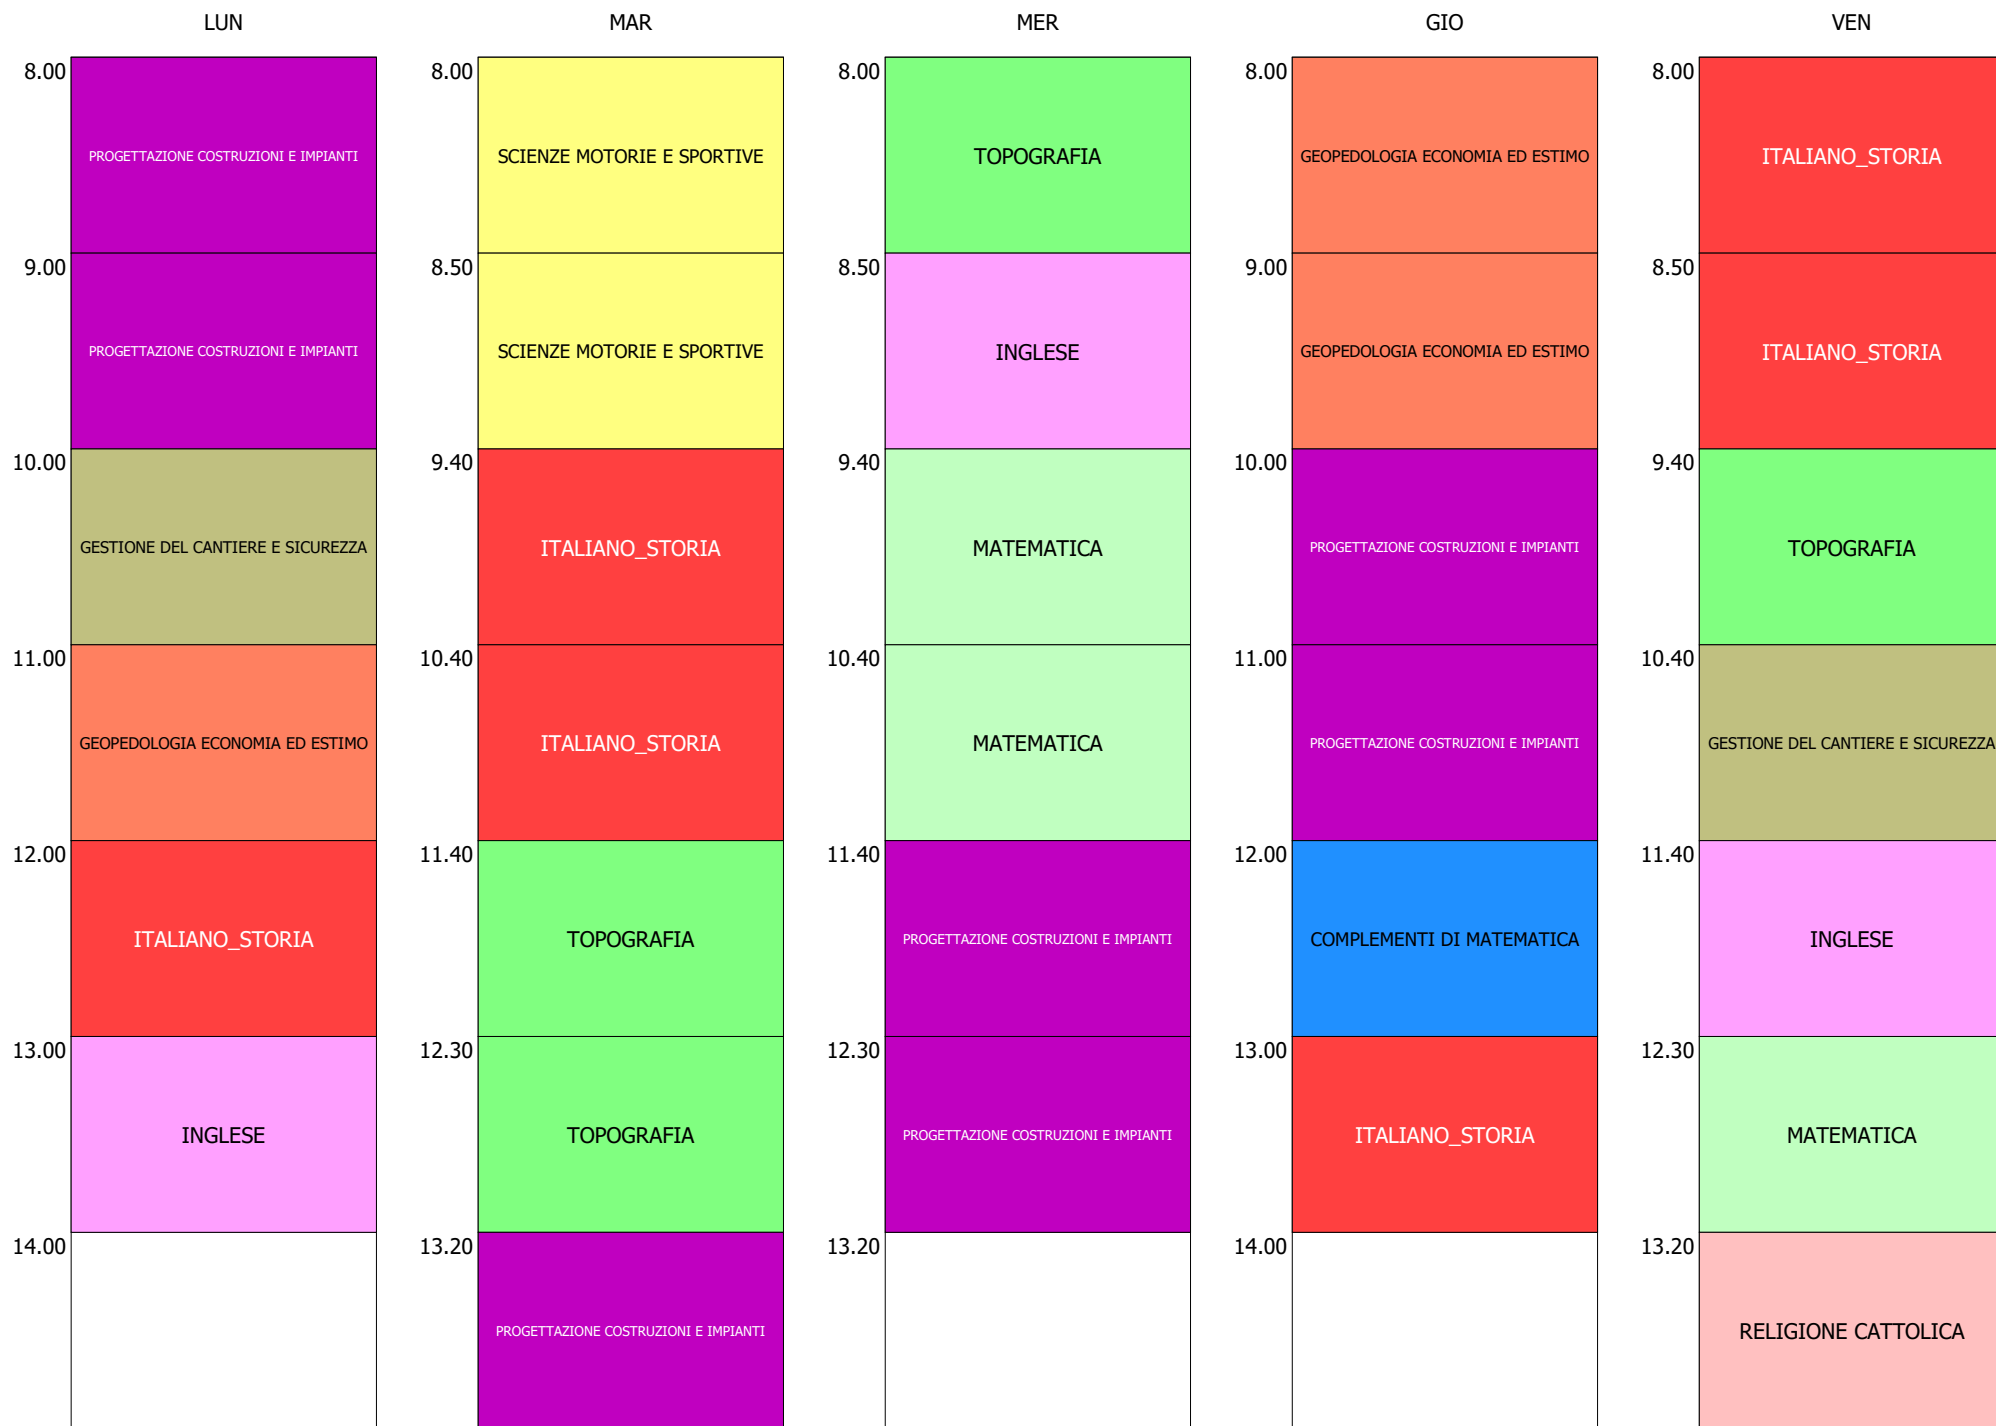 LUN MAR MER GIO VEN
8.00 PROGETTAZIONE COSTRUZIONI E IMPIANTI 8.00 SCIENZE MOTORIE E SPORTIVE 8.00 TOPOGRAFIA 8.00 GEOPEDOLOGIA ECONOMIA ED ESTIMO 8.00 ITALIANO_STORIA
9.00 PROGETTAZIONE COSTRUZIONI E IMPIANTI 8.50 SCIENZE MOTORIE E SPORTIVE 8.50 INGLESE 9.00 GEOPEDOLOGIA ECONOMIA ED ESTIMO 8.50 ITALIANO_STORIA
10.00 GESTIONE DEL CANTIERE E SICUREZZA 9.40 ITALIANO_STORIA 9.40 MATEMATICA 10.00 PROGETTAZIONE COSTRUZIONI E IMPIANTI 9.40 TOPOGRAFIA
11.00 GEOPEDOLOGIA ECONOMIA ED ESTIMO 10.40 ITALIANO_STORIA 10.40 MATEMATICA 11.00 PROGETTAZIONE COSTRUZIONI E IMPIANTI 10.40 GESTIONE DEL CANTIERE E SICUREZZA
12.00 ITALIANO_STORIA 11.40 TOPOGRAFIA 11.40 PROGETTAZIONE COSTRUZIONI E IMPIANTI 12.00 COMPLEMENTI DI MATEMATICA 11.40 INGLESE
13.00 INGLESE 12.30 TOPOGRAFIA 12.30 PROGETTAZIONE COSTRUZIONI E IMPIANTI 13.00 ITALIANO_STORIA 12.30 MATEMATICA
14.00 13.20 PROGETTAZIONE COSTRUZIONI E IMPIANTI 13.20 14.00 13.20 RELIGIONE CATTOLICA